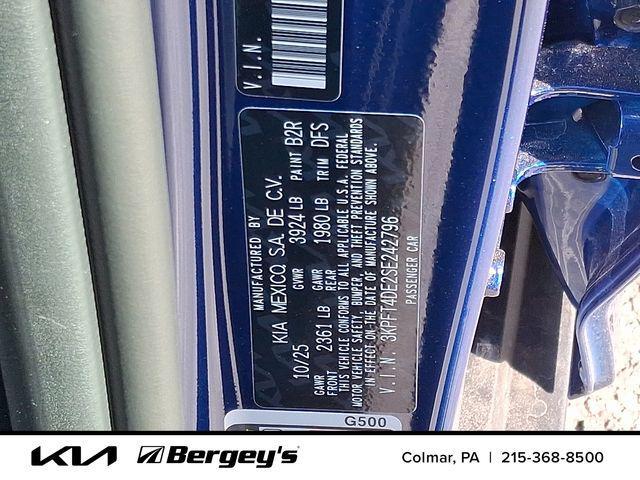 V.I.N.
MANUFACTURED BY
KIA MEXICO S.A. DE C.V.
10/25 GVWR 3924 LB PAINT B2R
GAWR FRONT 2361 LB GAWR REAR 1980 LB TRIM DFS
THIS VEHICLE CONFORMS TO ALL APPLICABLE U.S.A. FEDERAL
MOTOR VEHICLE SAFETY, BUMPER, AND THEFT PREVENTION STANDARDS
IN EFFECT ON THE DATE OF MANUFACTURE SHOWN ABOVE.
V.I.N. 3KPFT4DE2SE242796
PASSENGER CAR
G500
KIA Bergey's Colmar, PA | 215-368-8500